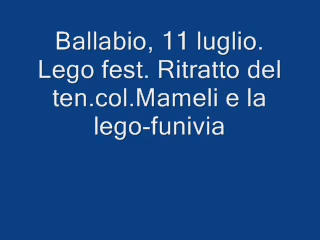 Ballabio, 11 luglio.
Lego fest. Ritratto del
ten.col.Mameli e la
lego-funivia